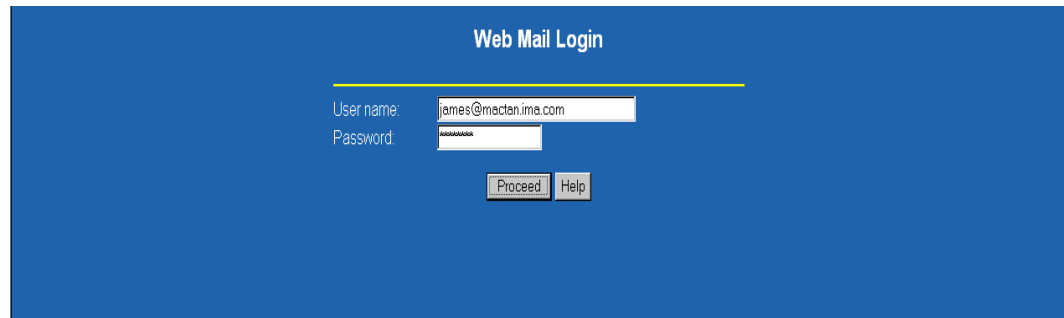 Web Mail Login
User name: james@mactan.ima.com
Password: ********
Proceed Help